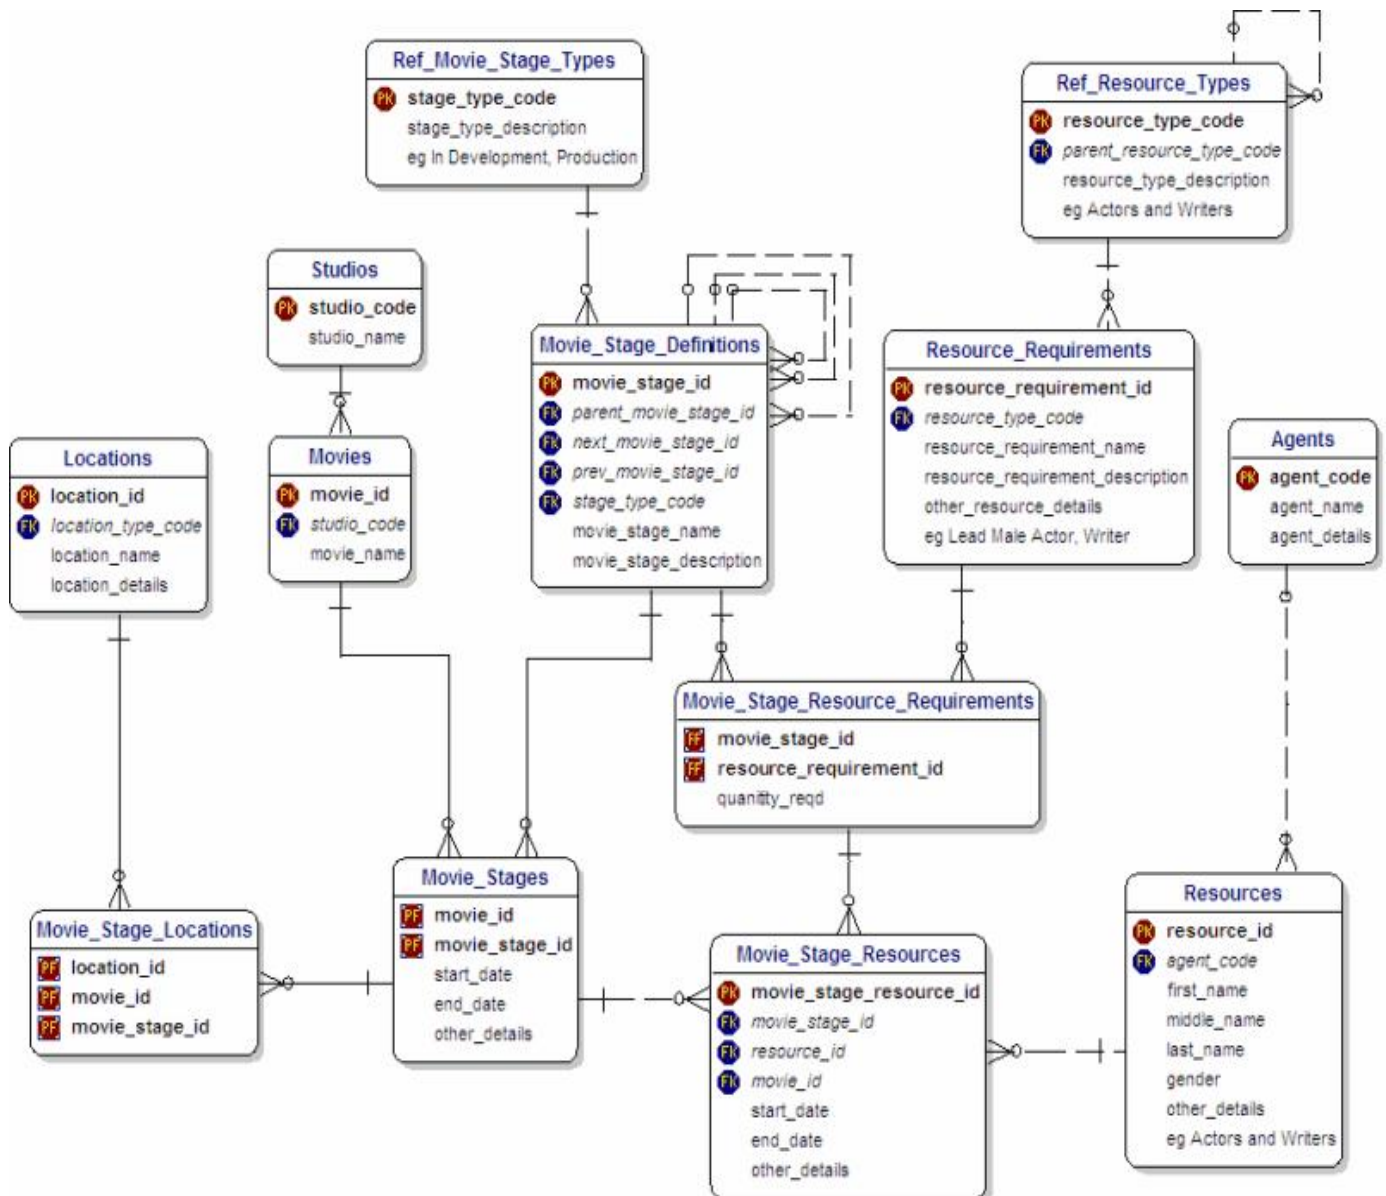 Ref_Movie_Stage_Types
PK stage_type_code
stage_type_description
eg In Development, Production
Ref_Resource_Types
PK resource_type_code
FK parent_resource_type_code
resource_type_description
eg Actors and Writers
Studios
PK studio_code
studio_name
Movie_Stage_Definitions
PK movie_stage_id
FK parent_movie_stage_id
FK next_movie_stage_id
FK prev_movie_stage_id
FK stage_type_code
movie_stage_name
movie_stage_description
Resource_Requirements
PK resource_requirement_id
FK resource_type_code
resource_requirement_name
resource_requirement_description
other_resource_details
eg Lead Male Actor, Writer
Agents
PK agent_code
agent_name
agent_details
Locations
PK location_id
FK location_type_code
location_name
location_details
Movies
PK movie_id
FK studio_code
movie_name
Movie_Stage_Resource_Requirements
FF movie_stage_id
FF resource_requirement_id
quanitty_reqd
Movie_Stages
PF movie_id
PF movie_stage_id
start_date
end_date
other_details
Resources
PK resource_id
FK agent_code
first_name
middle_name
last_name
gender
other_details
eg Actors and Writers
Movie_Stage_Locations
PF location_id
PF movie_id
PF movie_stage_id
Movie_Stage_Resources
PK movie_stage_resource_id
FK movie_stage_id
FK resource_id
FK movie_id
start_date
end_date
other_details